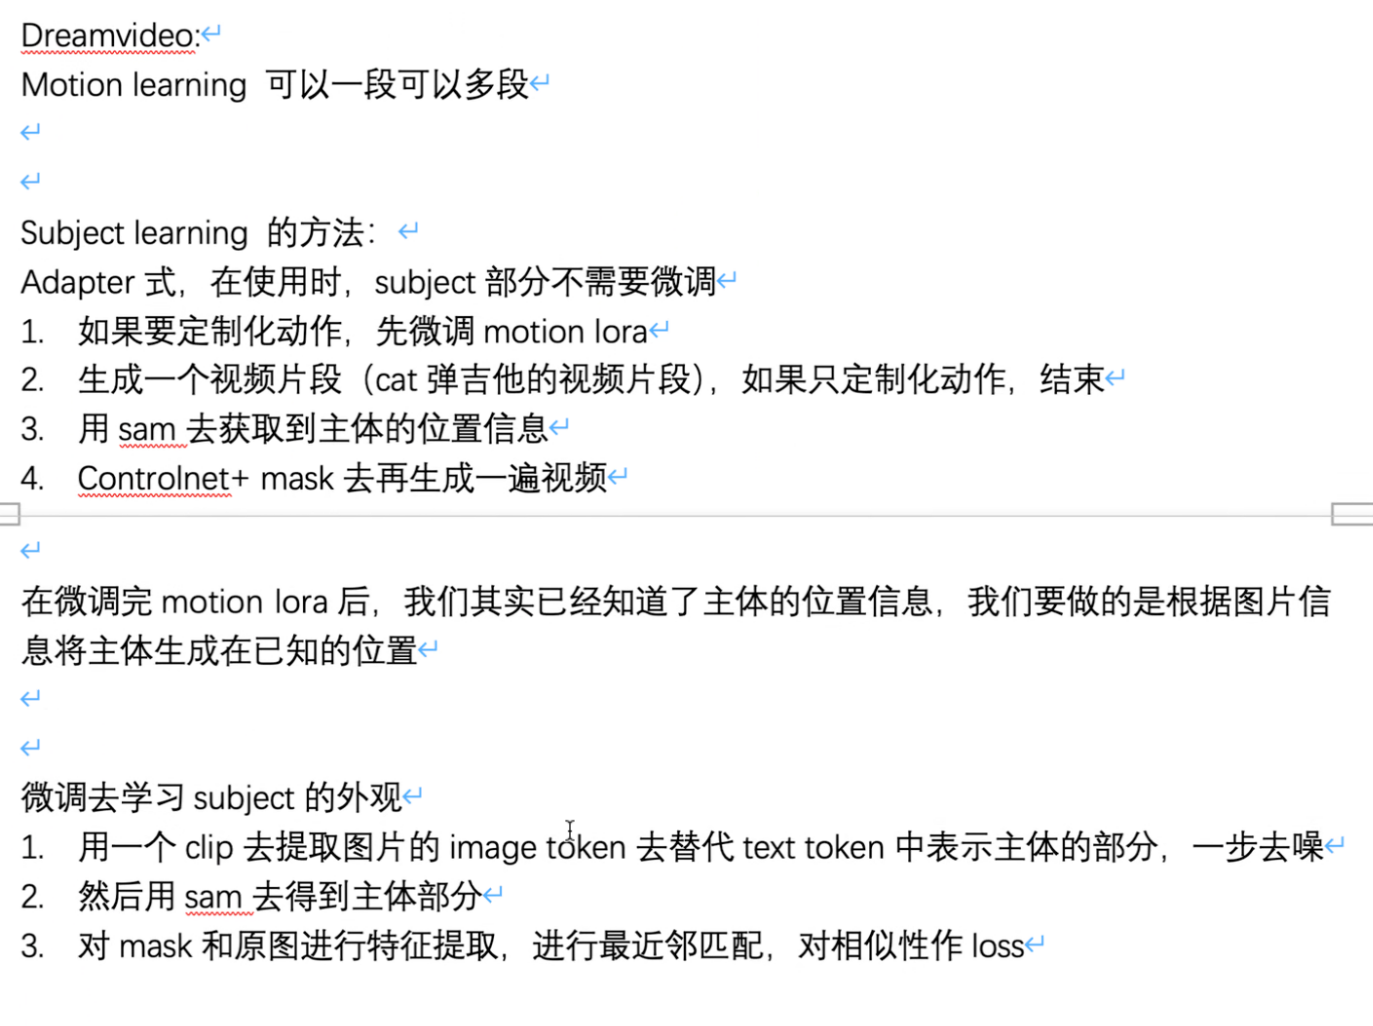 Dreamvideo:
Motion learning 可以一段可以多段
Subject learning 的方法：
Adapter 式，在使用时，subject 部分不需要微调
1. 如果要定制化动作，先微调 motion lora
2. 生成一个视频片段（cat 弹吉他的视频片段），如果只定制化动作，结束
3. 用 sam 去获取到主体的位置信息
4. Controlnet+ mask 去再生成一遍视频
在微调完 motion lora 后，我们其实已经知道了主体的位置信息，我们要做的是根据图片信
息将主体生成在已知的位置
微调去学习 subject 的外观
1. 用一个 clip 去提取图片的 image token 去替代 text token 中表示主体的部分，一步去噪
2. 然后用 sam 去得到主体部分
3. 对 mask 和原图进行特征提取，进行最近邻匹配，对相似性作 loss